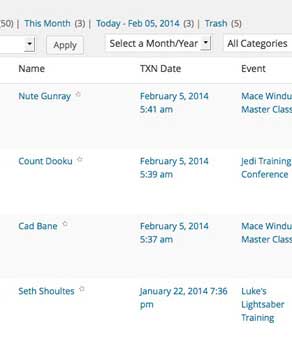 50) | This Month (3) | Today - Feb 05, 2014 (3) | Trash (5)
Apply Select a Month/Year All Categories
Name TXN Date Event
Nute Gunray February 5, 2014 Mace Windu
5:41 am Master Clas
Count Dooku February 5, 2014 Jedi Training
5:39 am Conference
Cad Bane February 5, 2014 Mace Windu
5:37 am Master Clas
Seth Shoultes January 22, 2014 7:36 Luke's
pm Lightsaber
Training